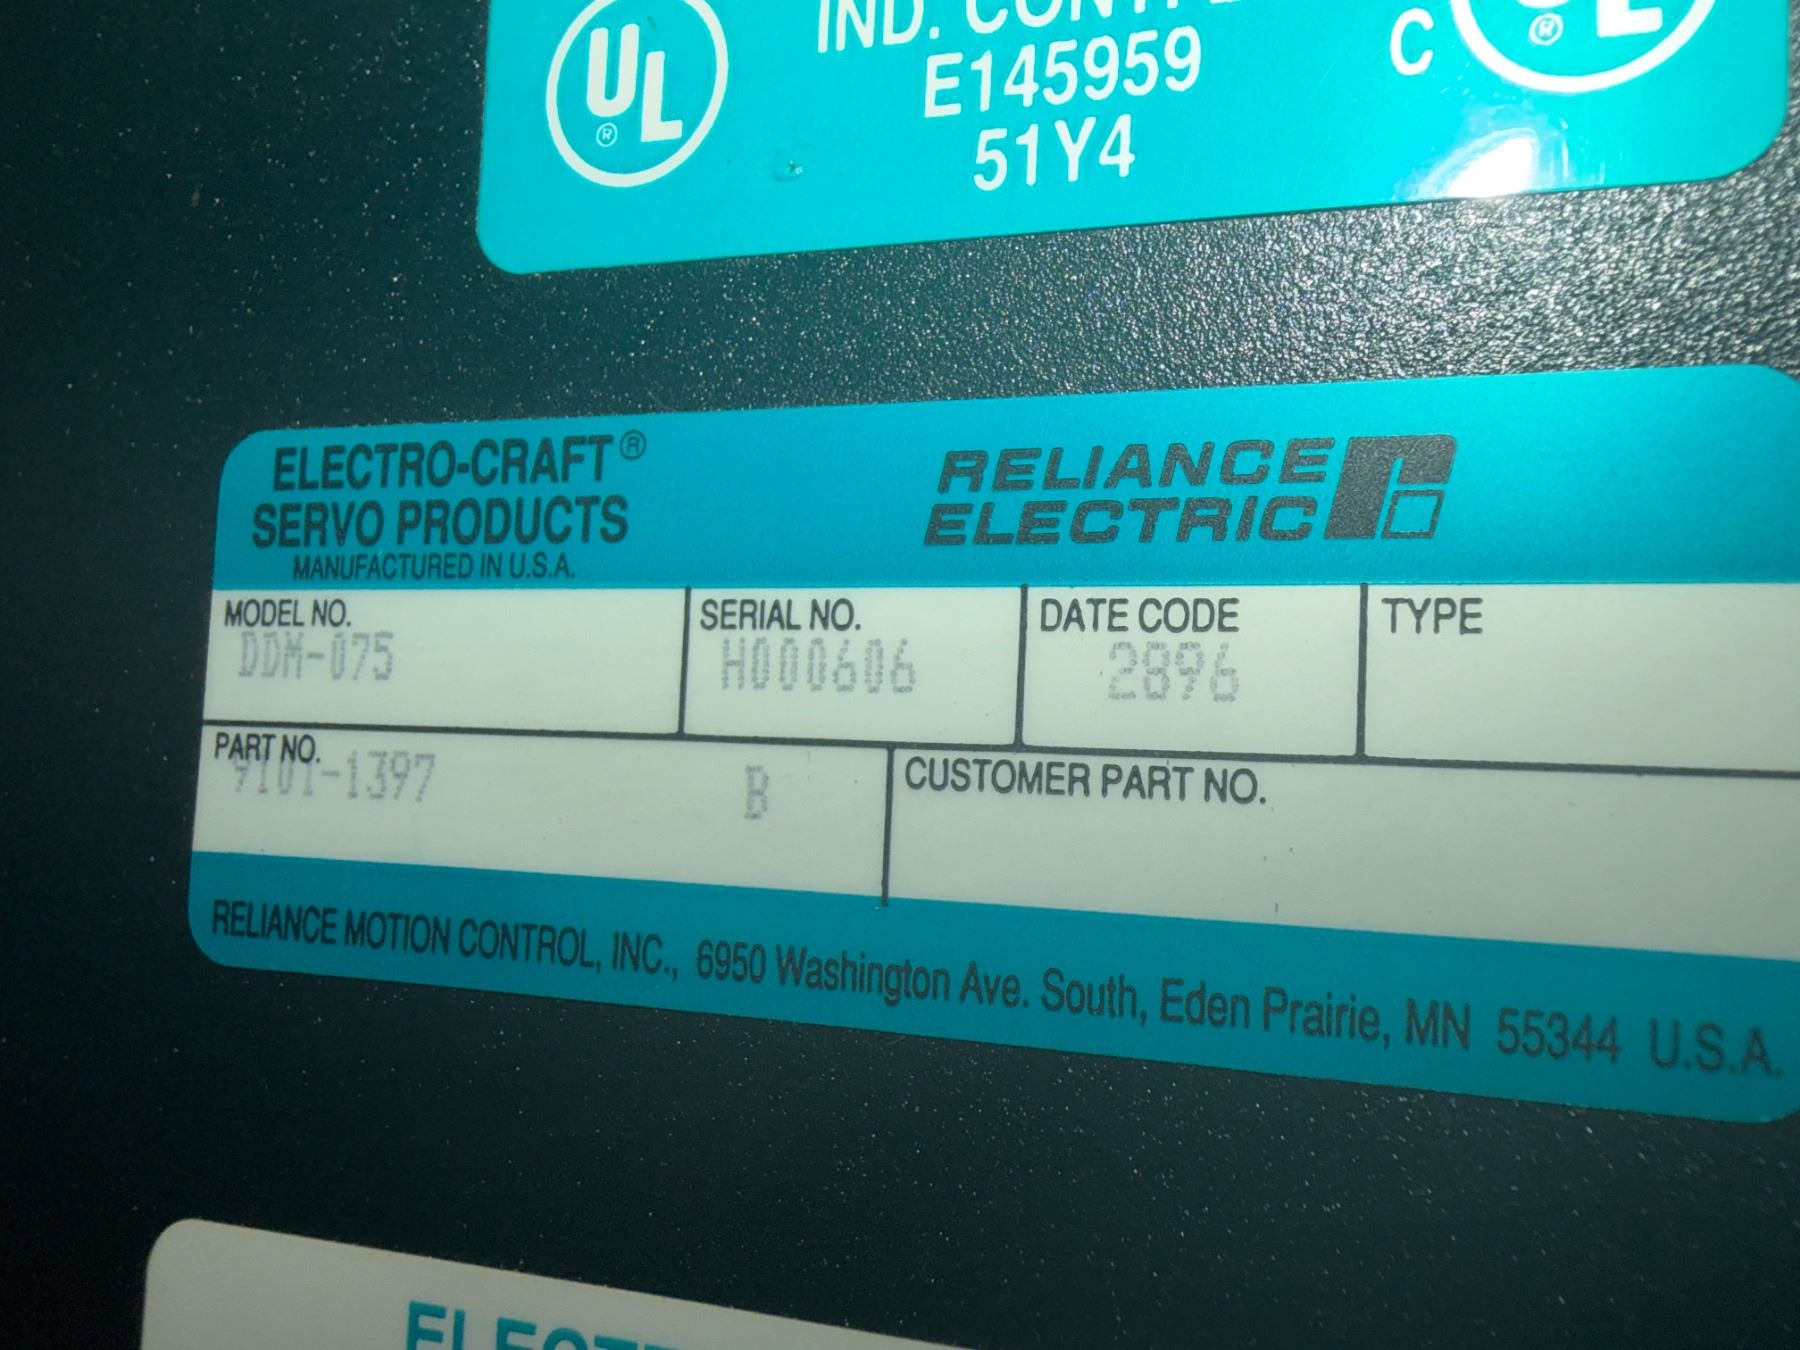 UL
®
E145959
51Y4
C
ELECTRO-CRAFT®
SERVO PRODUCTS
MANUFACTURED IN U.S.A.
RELIANCE
ELECTRIC
MODEL NO.
DDM-075
SERIAL NO.
H000606
DATE CODE
2896
TYPE
PART NO.
9101-1397 B
CUSTOMER PART NO.
RELIANCE MOTION CONTROL, INC., 6950 Washington Ave. South, Eden Prairie, MN 55344 U.S.A.